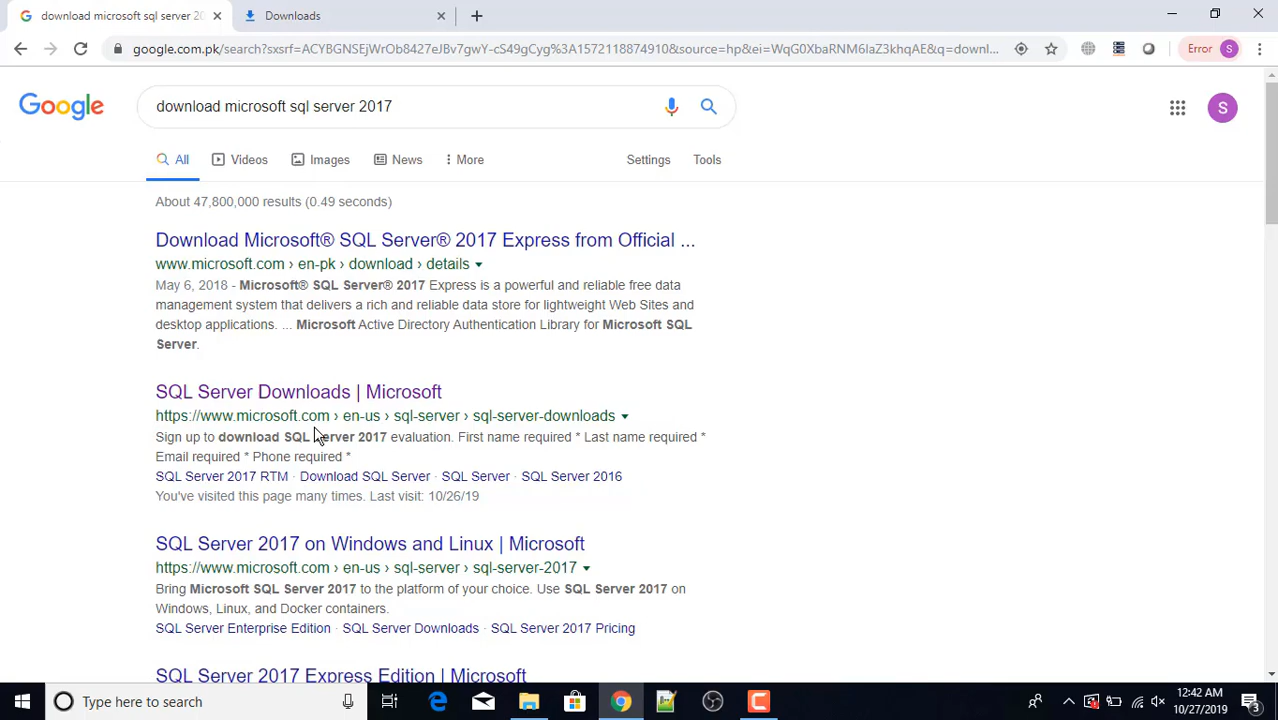 download microsoft sql server 20
Downloads
google.com.pk/search?sxsrf=ACYBGNSEjWrOb8427eJBv7gwY-cS49gCyg%3A1572118874910&source=hp&ei=WqG0XbaRNM6laZ3khqAE&q=downl...
Error S
Google
download microsoft sql server 2017
S
All
Videos
Images
News
More
Settings
Tools
About 47,800,000 results (0.49 seconds)
Download Microsoft® SQL Server® 2017 Express from Official ...
www.microsoft.com › en-pk › download › details
May 6, 2018 - Microsoft® SQL Server® 2017 Express is a powerful and reliable free data
management system that delivers a rich and reliable data store for lightweight Web Sites and
desktop applications. ... Microsoft Active Directory Authentication Library for Microsoft SQL
Server.
SQL Server Downloads | Microsoft
https://www.microsoft.com › en-us › sql-server › sql-server-downloads
Sign up to download SQL Server 2017 evaluation. First name required * Last name required *
Email required * Phone required *
SQL Server 2017 RTM · Download SQL Server · SQL Server · SQL Server 2016
You've visited this page many times. Last visit: 10/26/19
SQL Server 2017 on Windows and Linux | Microsoft
https://www.microsoft.com › en-us › sql-server › sql-server-2017
Bring Microsoft SQL Server 2017 to the platform of your choice. Use SQL Server 2017 on
Windows, Linux, and Docker containers.
SQL Server Enterprise Edition · SQL Server Downloads · SQL Server 2017 Pricing
SQL Server 2017 Express Edition | Microsoft
Type here to search
12:42 AM
10/27/2019
3